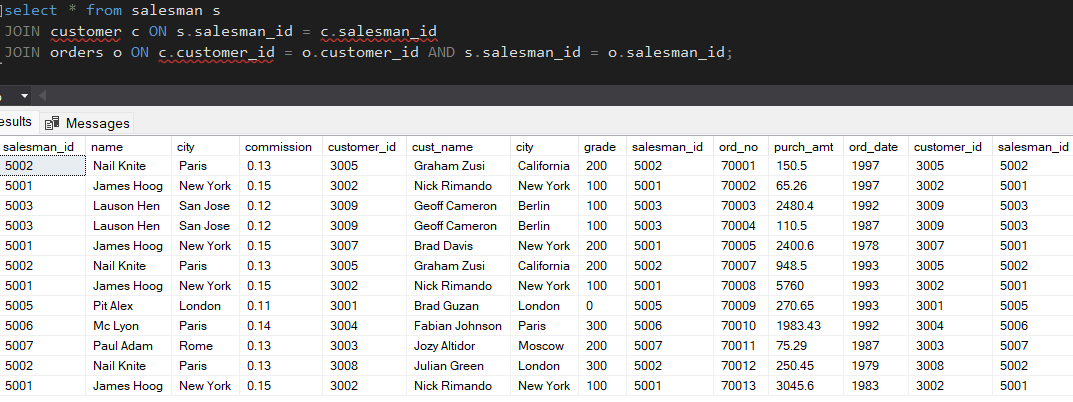 select * from salesman s
JOIN customer c ON s.salesman_id = c.salesman_id
JOIN orders o ON c.customer_id = o.customer_id AND s.salesman_id = o.salesman_id;
esults Messages
salesman_id name city commission customer_id cust_name city grade salesman_id ord_no purch_amt ord_date customer_id salesman_id
5002 Nail Knite Paris 0.13 3005 Graham Zusi California 200 5002 70001 150.5 1997 3005 5002
5001 James Hoog New York 0.15 3002 Nick Rimando New York 100 5001 70002 65.26 1997 3002 5001
5003 Lauson Hen San Jose 0.12 3009 Geoff Cameron Berlin 100 5003 70003 2480.4 1992 3009 5003
5003 Lauson Hen San Jose 0.12 3009 Geoff Cameron Berlin 100 5003 70004 110.5 1987 3009 5003
5001 James Hoog New York 0.15 3007 Brad Davis New York 200 5001 70005 2400.6 1978 3007 5001
5002 Nail Knite Paris 0.13 3005 Graham Zusi California 200 5002 70007 948.5 1993 3005 5002
5001 James Hoog New York 0.15 3002 Nick Rimando New York 100 5001 70008 5760 1993 3002 5001
5005 Pit Alex London 0.11 3001 Brad Guzan London 0 5005 70009 270.65 1993 3001 5005
5006 Mc Lyon Paris 0.14 3004 Fabian Johnson Paris 300 5006 70010 1983.43 1992 3004 5006
5007 Paul Adam Rome 0.13 3003 Jozy Altidor Moscow 200 5007 70011 75.29 1987 3003 5007
5002 Nail Knite Paris 0.13 3008 Julian Green London 300 5002 70012 250.45 1979 3008 5002
5001 James Hoog New York 0.15 3002 Nick Rimando New York 100 5001 70013 3045.6 1983 3002 5001